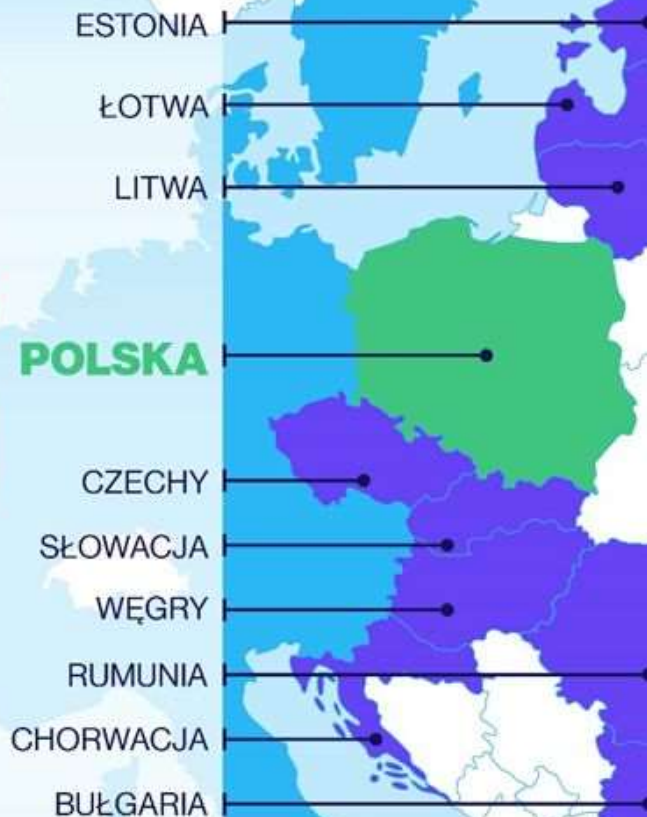 ESTONIA
ŁOTWA
LITWA
POLSKA
CZECHY
SŁOWACJA
WĘGRY
RUMUNIA
CHORWACJA
BUŁGARIA